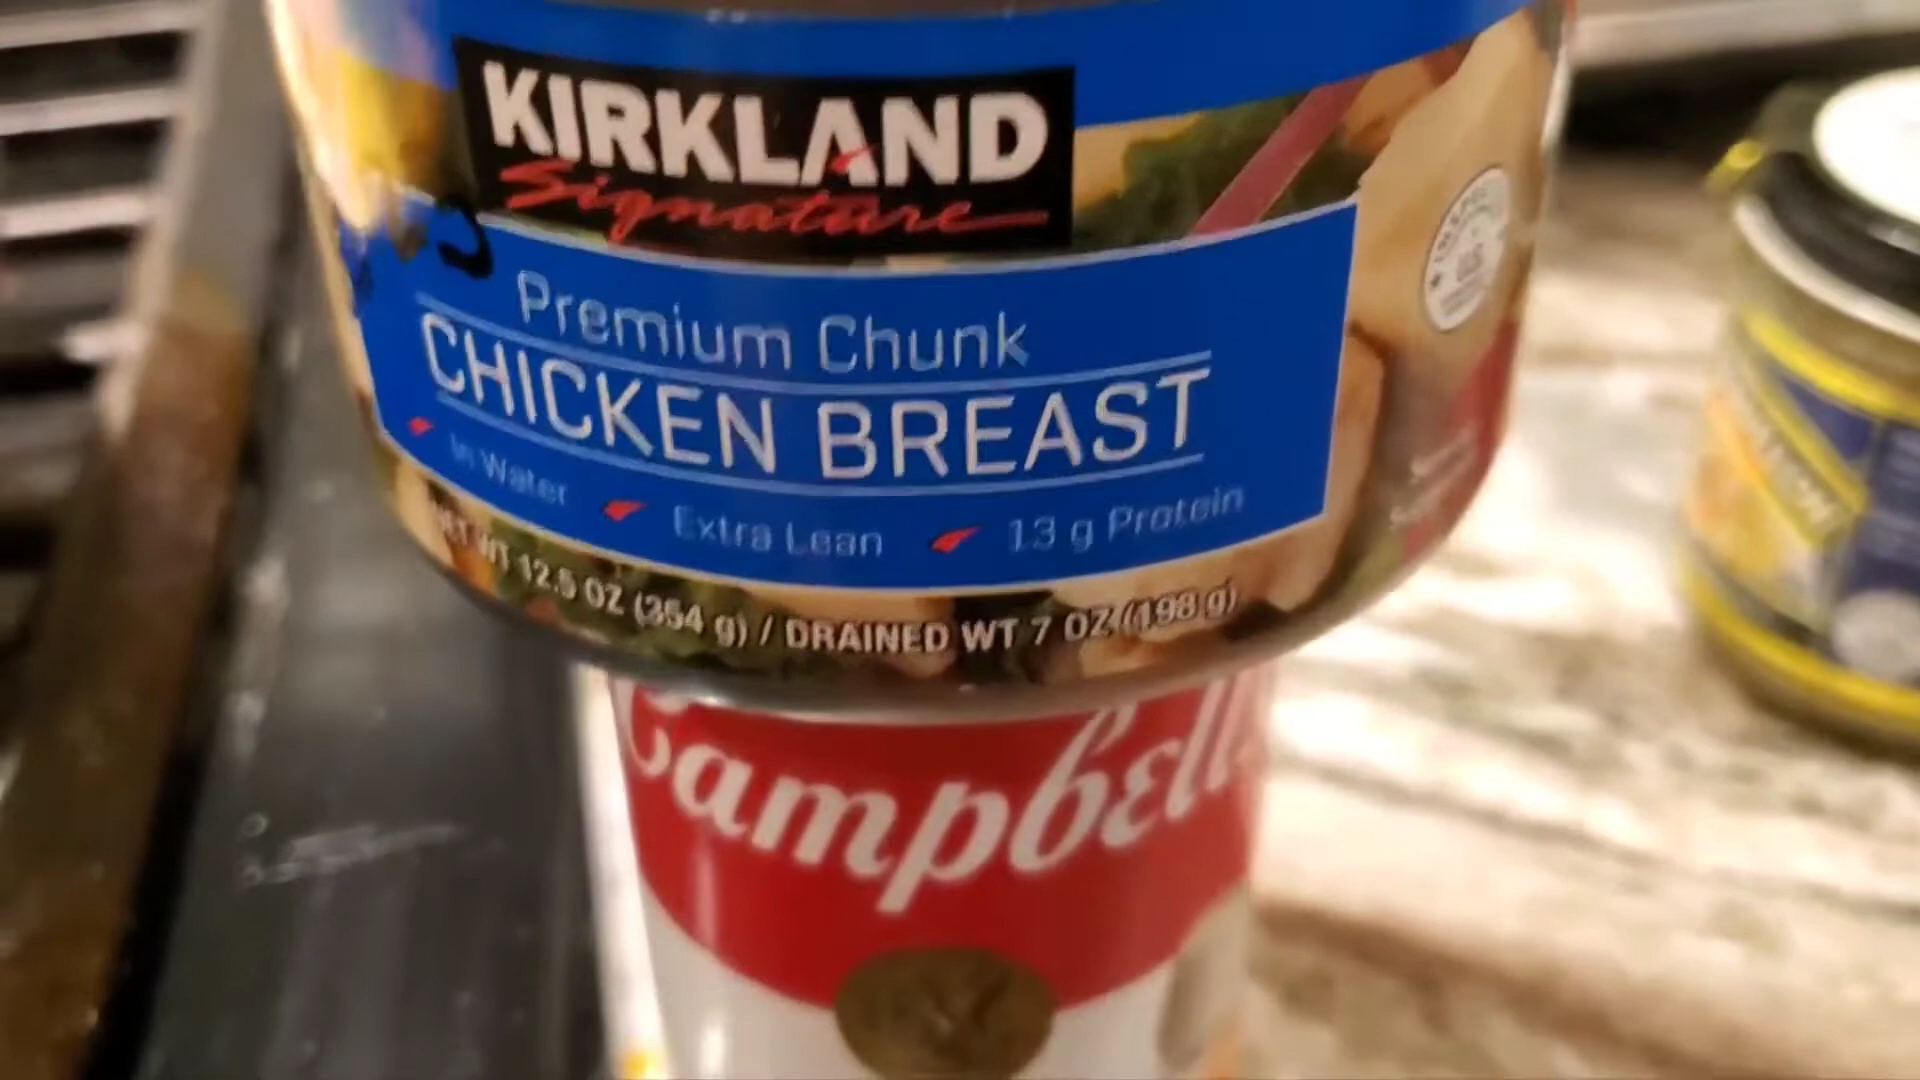 KIRKLAND
Signature
Premium Chunk
CHICKEN BREAST
In Water Extra Lean 13 g Protein
NET WT 12.5 OZ (354 g) / DRAINED WT 7 OZ (198 g)
Campbell's